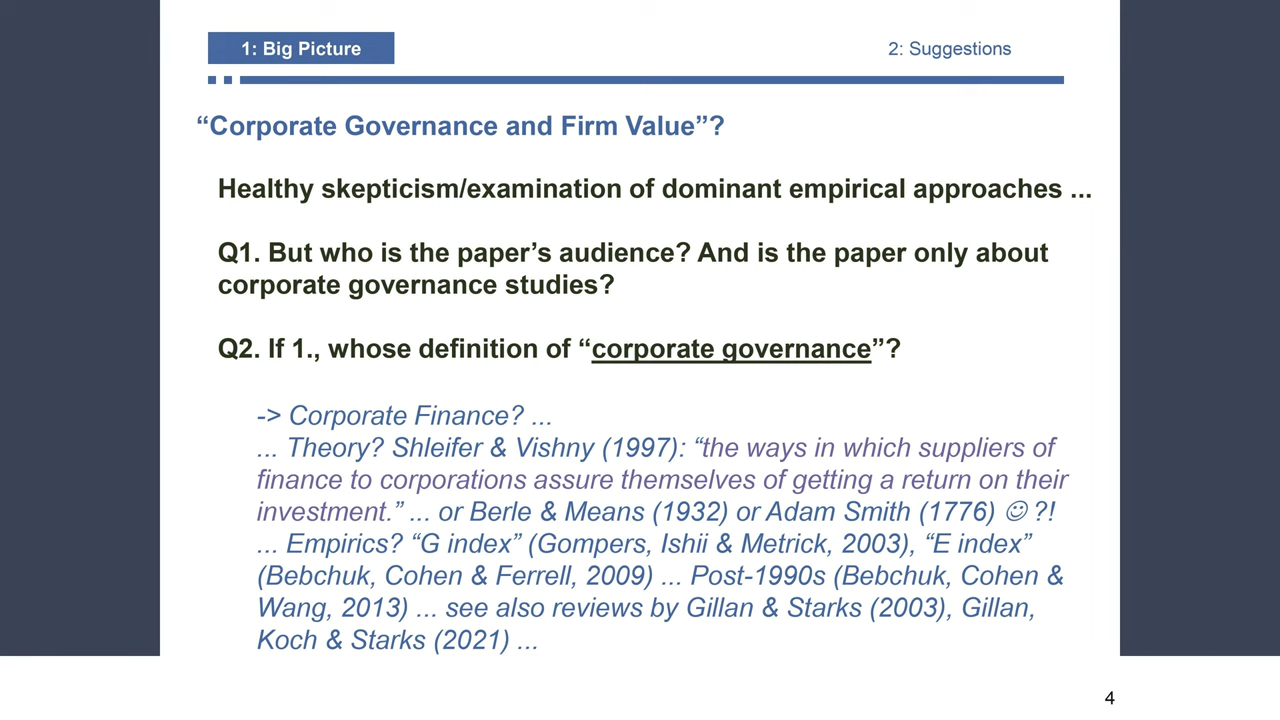 1: Big Picture
2: Suggestions
“Corporate Governance and Firm Value”?
Healthy skepticism/examination of dominant empirical approaches ...
Q1. But who is the paper’s audience? And is the paper only about
corporate governance studies?
Q2. If 1., whose definition of “corporate governance”?
-> Corporate Finance? ...
... Theory? Shleifer & Vishny (1997): “the ways in which suppliers of
finance to corporations assure themselves of getting a return on their
investment.” ... or Berle & Means (1932) or Adam Smith (1776) ☺ ?!
... Empirics? “G index” (Gompers, Ishii & Metrick, 2003), “E index”
(Bebchuk, Cohen & Ferrell, 2009) ... Post-1990s (Bebchuk, Cohen &
Wang, 2013) ... see also reviews by Gillan & Starks (2003), Gillan,
Koch & Starks (2021) ...
4